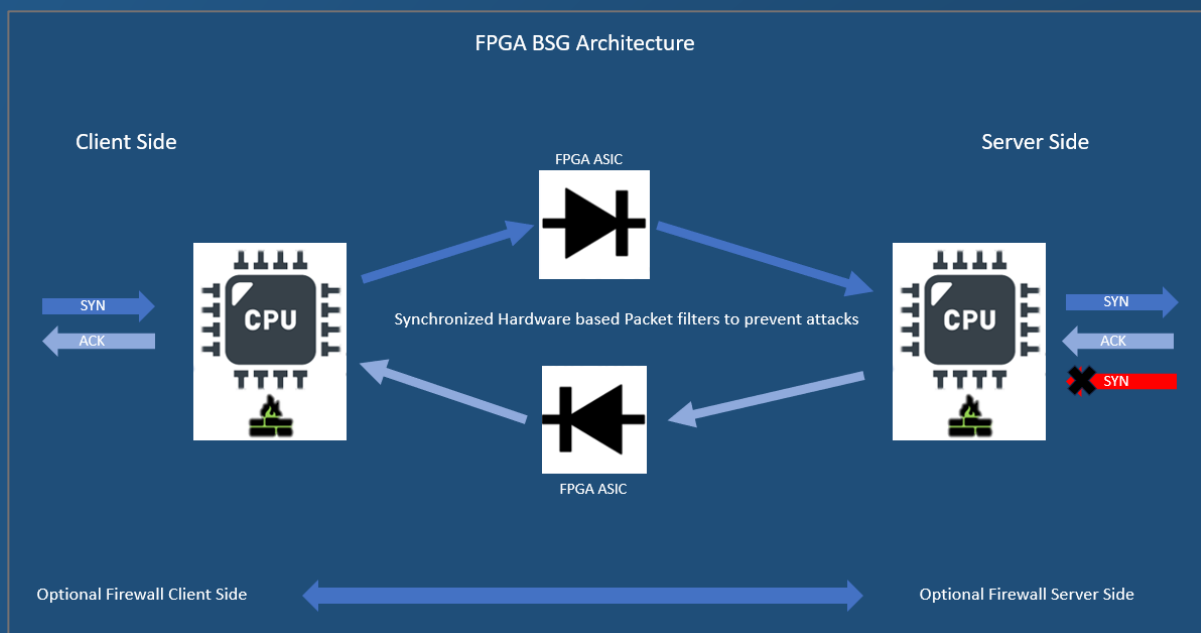 FPGA BSG Architecture
Client Side
Server Side
FPGA ASIC
SYN
ACK
CPU
Synchronized Hardware based Packet filters to prevent attacks
CPU
SYN
ACK
SYN
FPGA ASIC
Optional Firewall Client Side
Optional Firewall Server Side